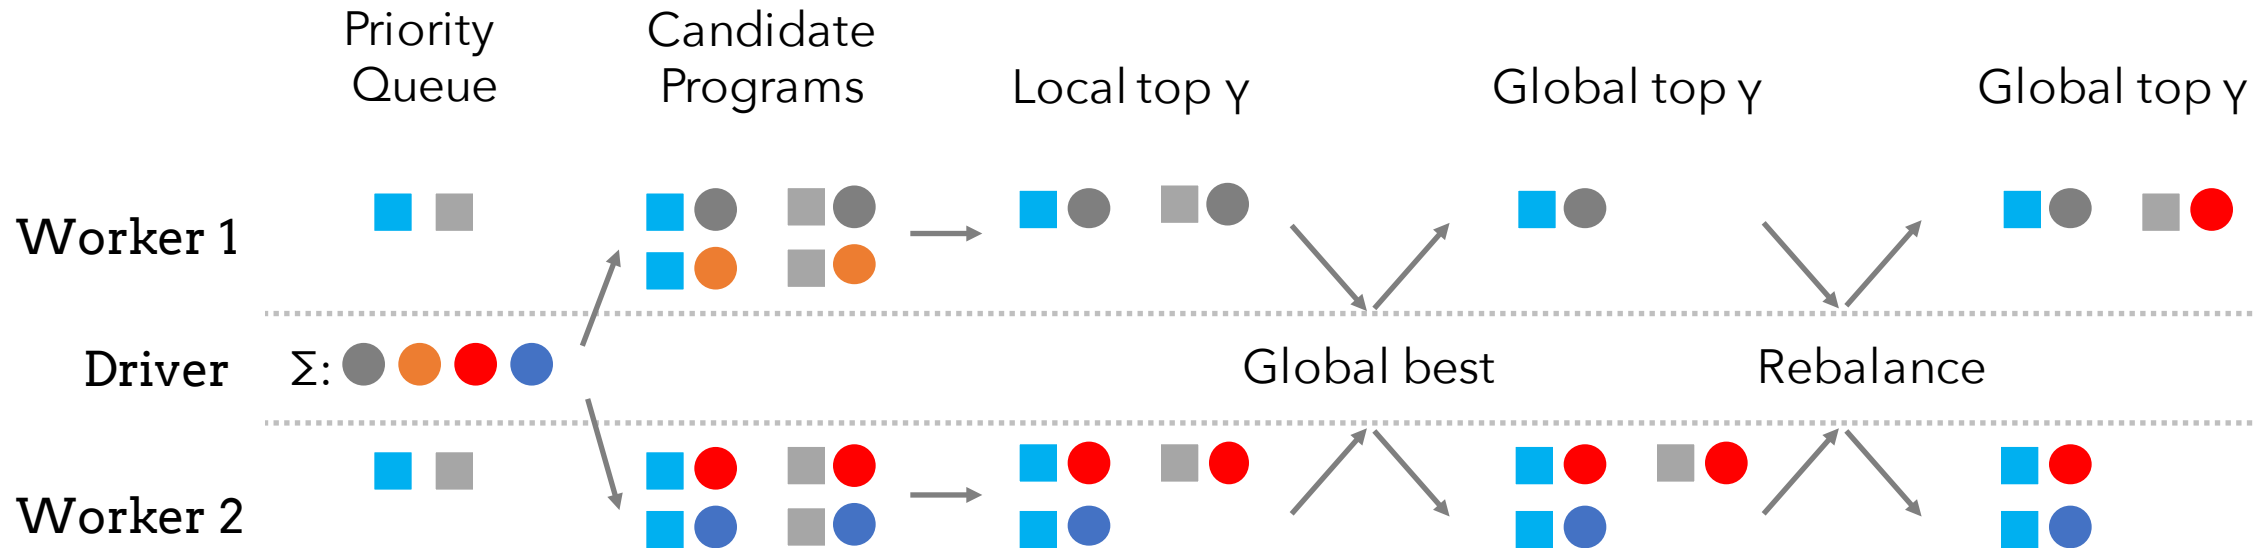 Priority
Queue
Candidate
Programs
Local top γ
Global top γ
Global top γ
Worker 1
Driver
Σ:
Global best
Rebalance
Worker 2